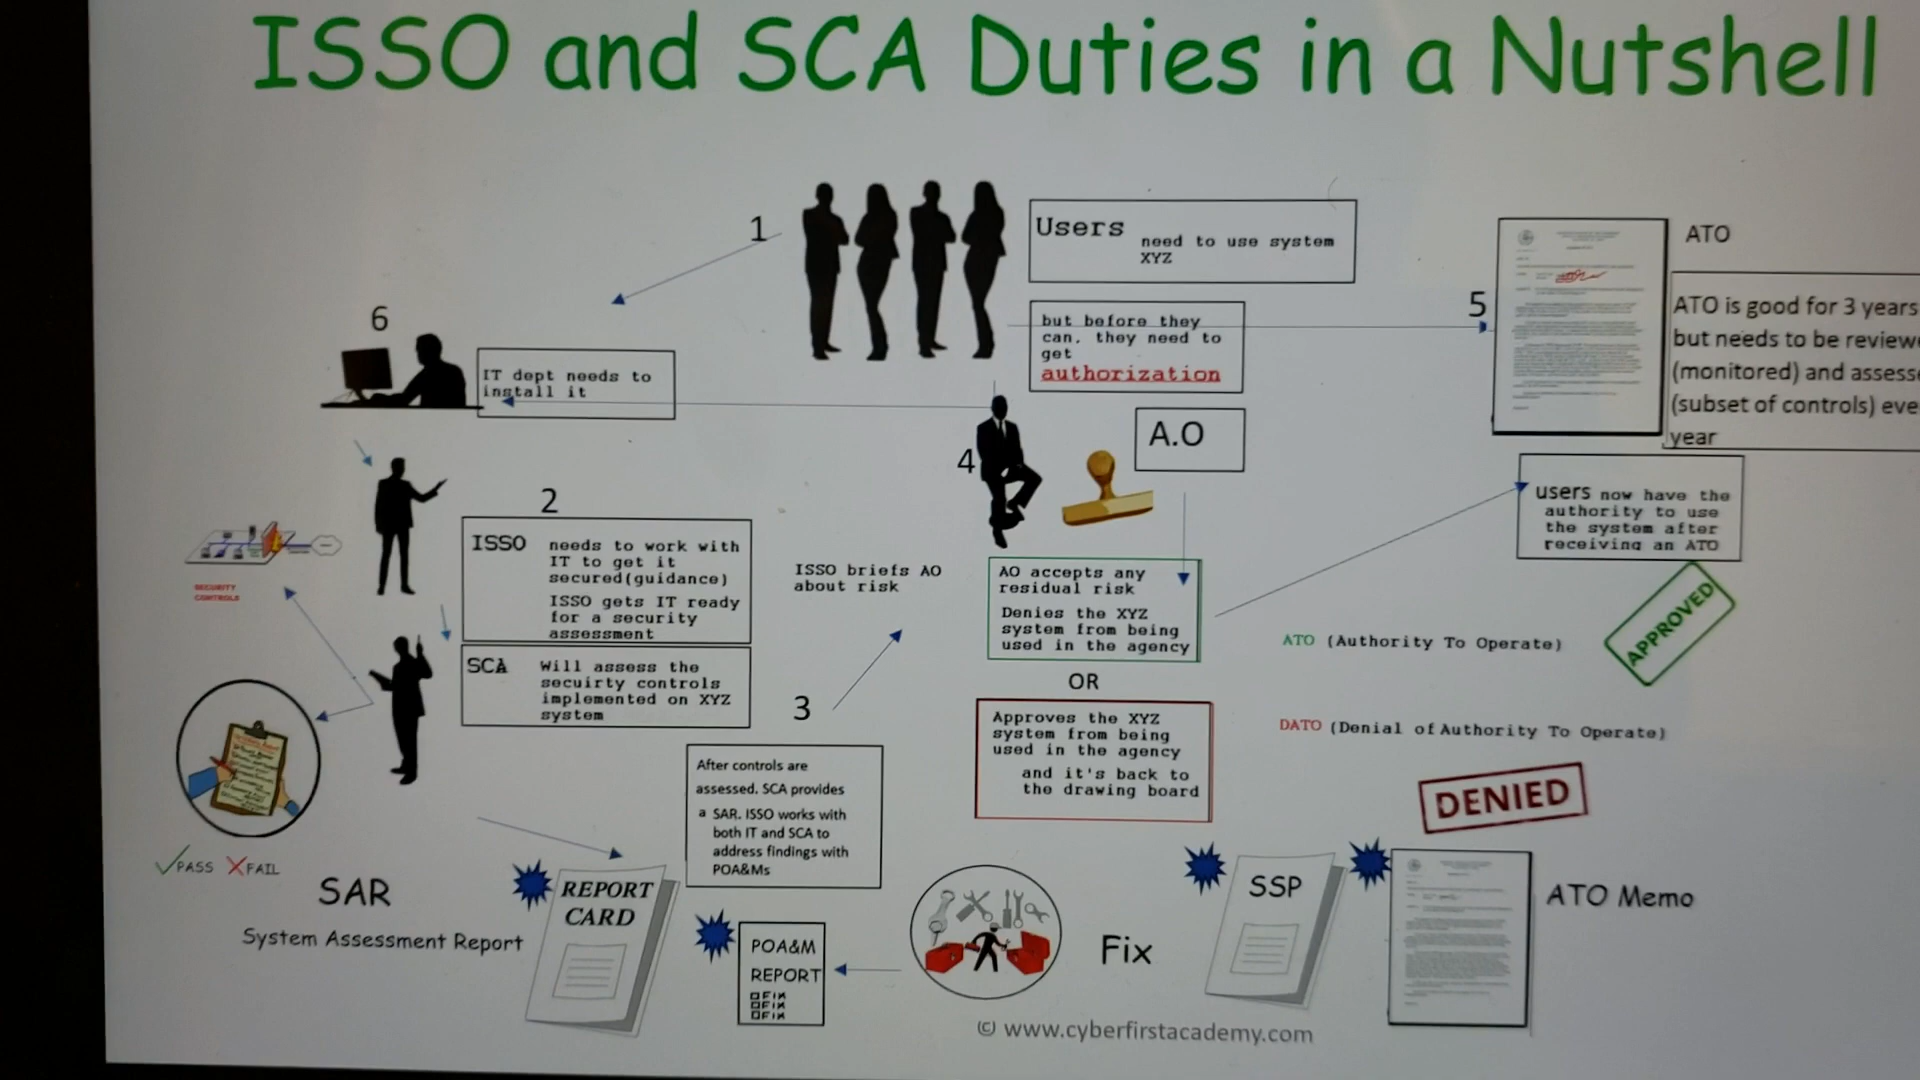 ISSO and SCA Duties in a Nutshell
1
Users
need to use system
XYZ
but before they
can, they need to
get
authorization
ATO
5
ATO is good for 3 years
but needs to be
(monitored) and
(subset of controls)
year
6
IT dept needs to
install it
A.O
4
users now have the
authority to use
the system after
receiving an ATO
2
ISSO needs to work with
IT to get it
secured(guidance)
ISSO gets IT ready
for a security
assessment
SECURITY
CONTROLS
ISSO briefs AO
about risk
AO accepts any
residual risk
Denies the XYZ
system from being
used in the agency
ATO (Authority To Operate)
APPROVED
SCA Will assess the
secuirty controls
implemented on XYZ
system
3
OR
Approves the XYZ
system from being
used in the agency
and it's back to
the drawing board
DATO (Denial of Authority To Operate)
DENIED
After controls are
assessed. SCA provides
a SAR. ISSO works with
both IT and SCA to
address findings with
POA&Ms
PASS FAIL
SAR
System Assessment Report
REPORT
CARD
POA&M
REPORT
FIX
FIX
FIX
Fix
SSP
ATO Memo
© www.cyberfirstacademy.com